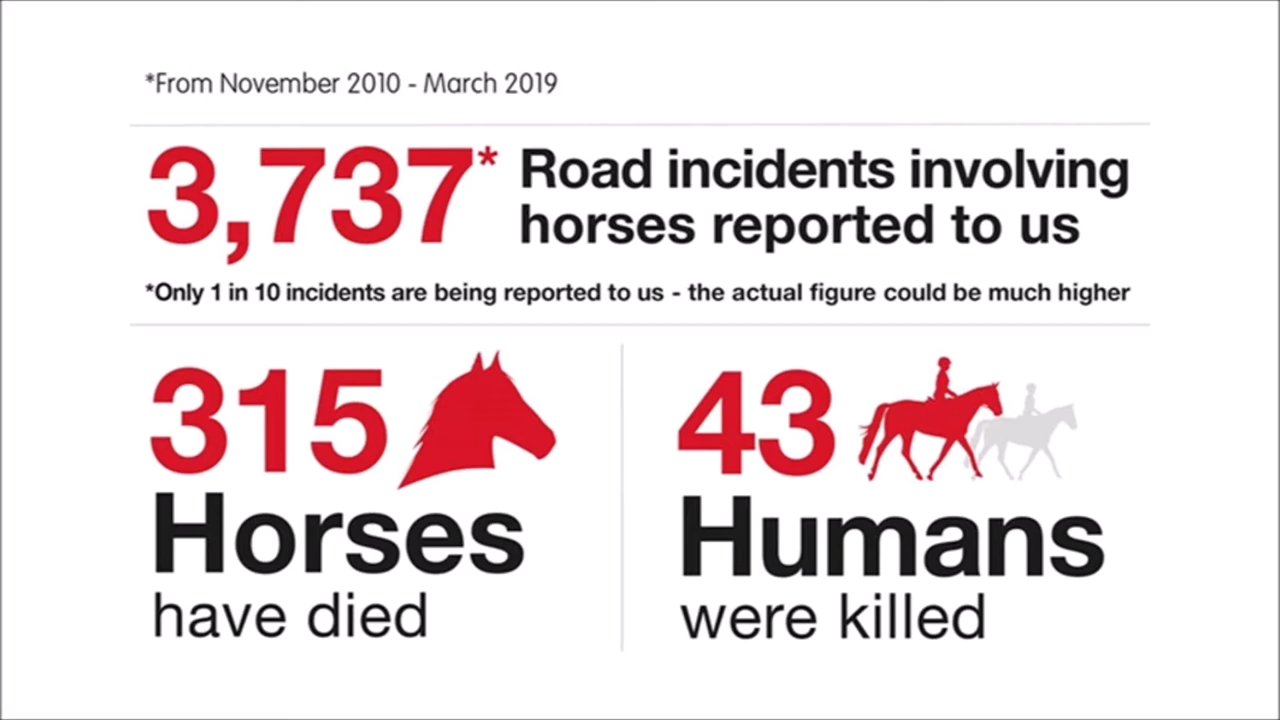 *From November 2010 - March 2019
3,737* Road incidents involving
horses reported to us
*Only 1 in 10 incidents are being reported to us - the actual figure could be much higher
315
Horses
have died
43
Humans
were killed